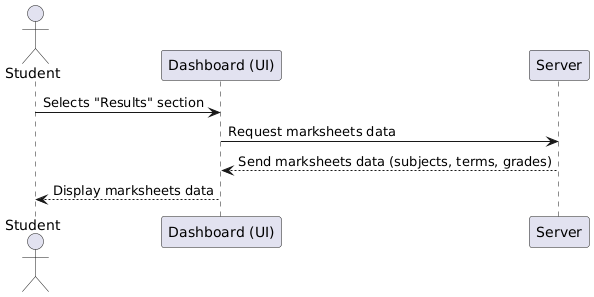 Student
Dashboard (UI)
Server
Selects "Results" section
Request marksheets data
Send marksheets data (subjects, terms, grades)
Display marksheets data
Student
Dashboard (UI)
Server